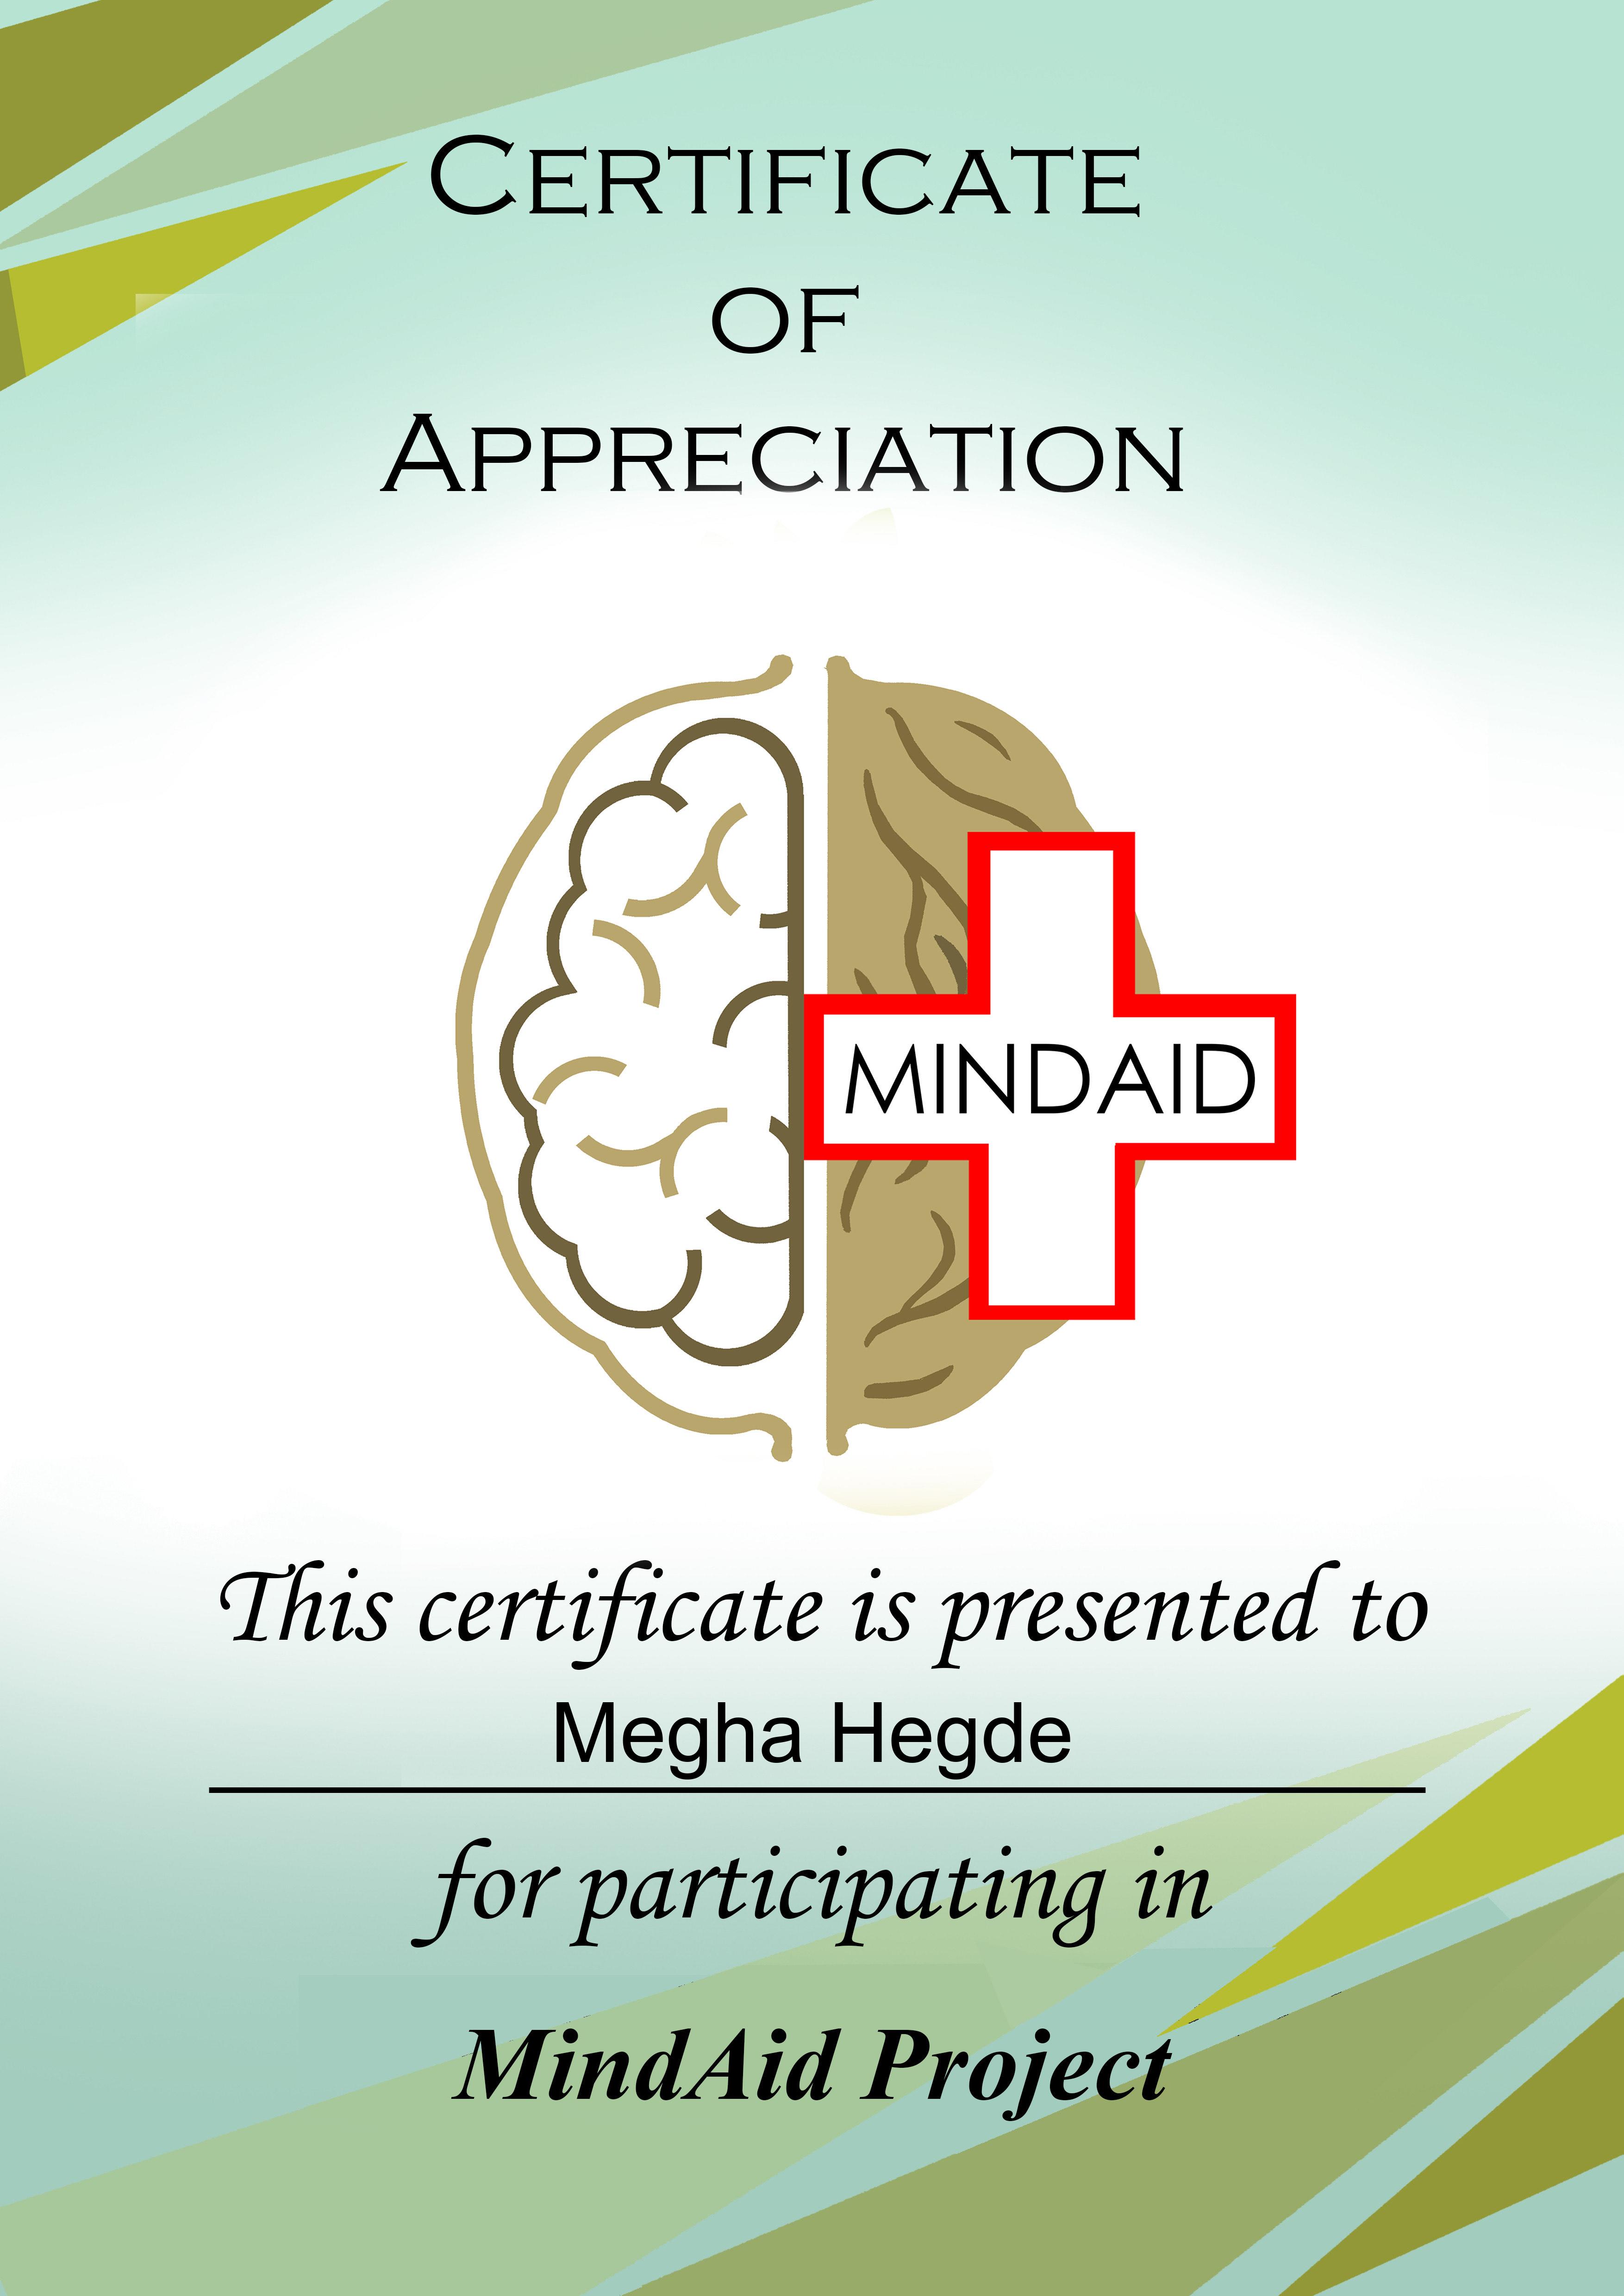 Certificate
of
Appreciation
MINDAID
This certificate is presented to
Megha Hegde
for participating in
MindAid Project